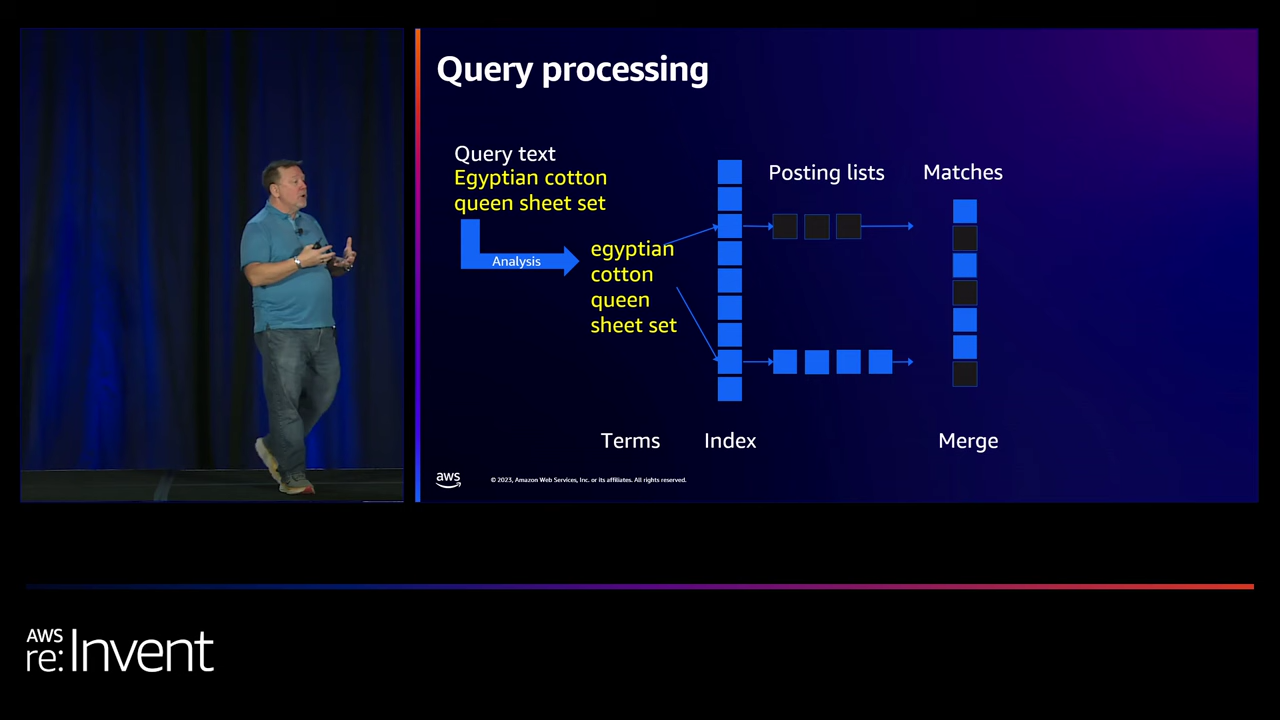 Query processing
Query text
Egyptian cotton
queen sheet set
Analysis
egyptian
cotton
queen
sheet set
Posting lists
Matches
Terms
Index
Merge
aws
© 2023, Amazon Web Services, Inc. or its affiliates. All rights reserved.
AWS
re:Invent